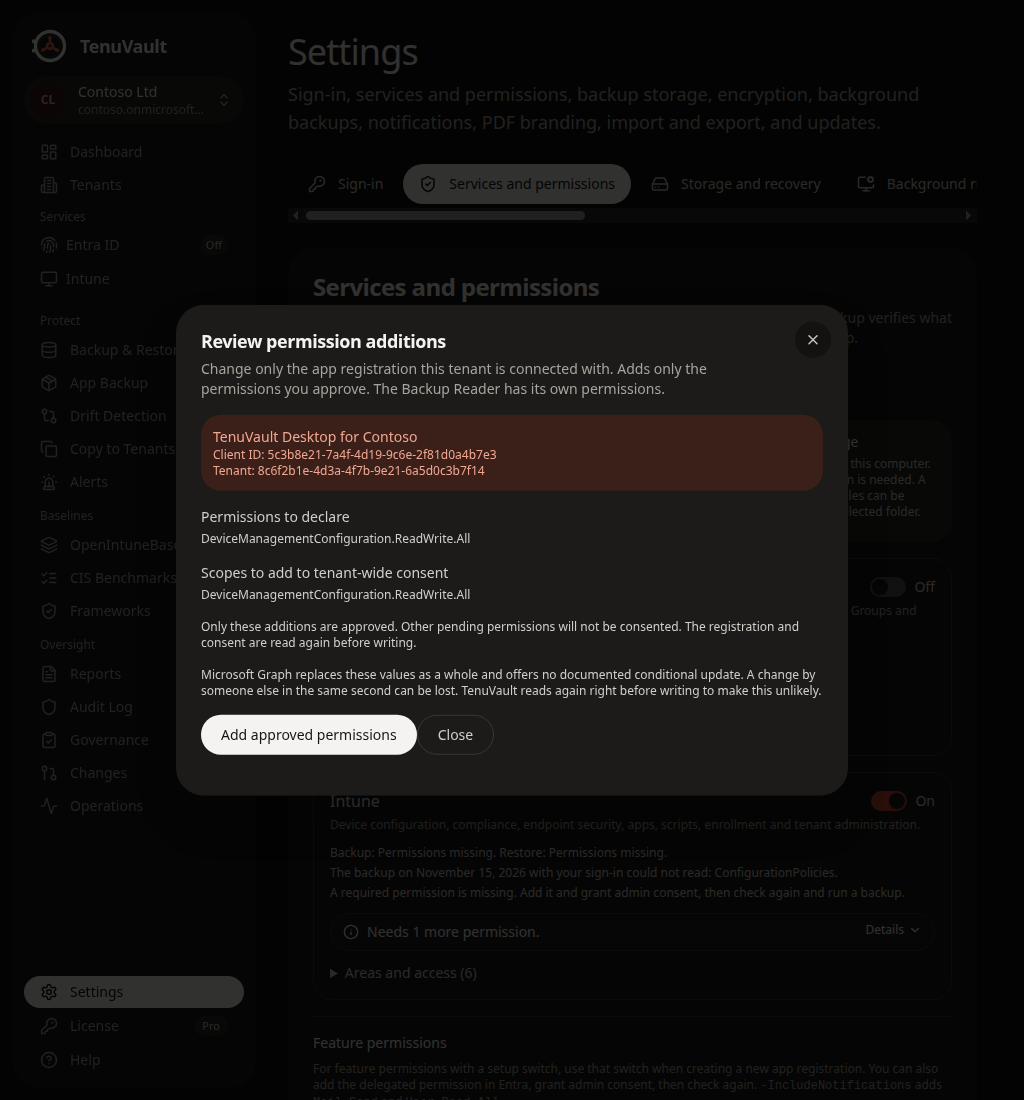 TenuVault
CL
Contoso Ltd
contoso.onmicrosoft...
Dashboard
Tenants
Services
Entra ID
Off
Intune
Protect
Backup & Restor
App Backup
Drift Detection
Copy to Tenants
Alerts
Baselines
OpenIntuneBase
CIS Benchmarks
Frameworks
Oversight
Reports
Audit Log
Governance
Changes
Operations
Settings
License
Pro
Help
Settings
Sign-in, services and permissions, backup storage, encryption, background
backups, notifications, PDF branding, import and export, and updates.
Sign-in
Services and permissions
Storage and recovery
Background r
Services and permissions
kup verifies what
this computer.
n is needed. A
les can be
lected folder.
Off
Groups and
Review permission additions
Change only the app registration this tenant is connected with. Adds only the
permissions you approve. The Backup Reader has its own permissions.
TenuVault Desktop for Contoso
Client ID: 5c3b8e21-7a4f-4d19-9c6e-2f81d0a4b7e3
Tenant: 8c6f2b1e-4d3a-4f7b-9e21-6a5d0c3b7f14
Permissions to declare
DeviceManagementConfiguration.ReadWrite.All
Scopes to add to tenant-wide consent
DeviceManagementConfiguration.ReadWrite.All
Only these additions are approved. Other pending permissions will not be consented. The registration and
consent are read again before writing.
Microsoft Graph replaces these values as a whole and offers no documented conditional update. A change by
someone else in the same second can be lost. TenuVault reads again right before writing to make this unlikely.
Add approved permissions
Close
Intune
On
Device configuration, compliance, endpoint security, apps, scripts, enrollment and tenant administration.
Backup: Permissions missing. Restore: Permissions missing.
The backup on November 15, 2026 with your sign-in could not read: ConfigurationPolicies.
A required permission is missing. Add it and grant admin consent, then check again and run a backup.
Needs 1 more permission.
Details
Areas and access (6)
Feature permissions
For feature permissions with a setup switch, use that switch when creating a new app registration. You can also
add the delegated permission in Entra, grant admin consent, then check again. -IncludeNotifications adds